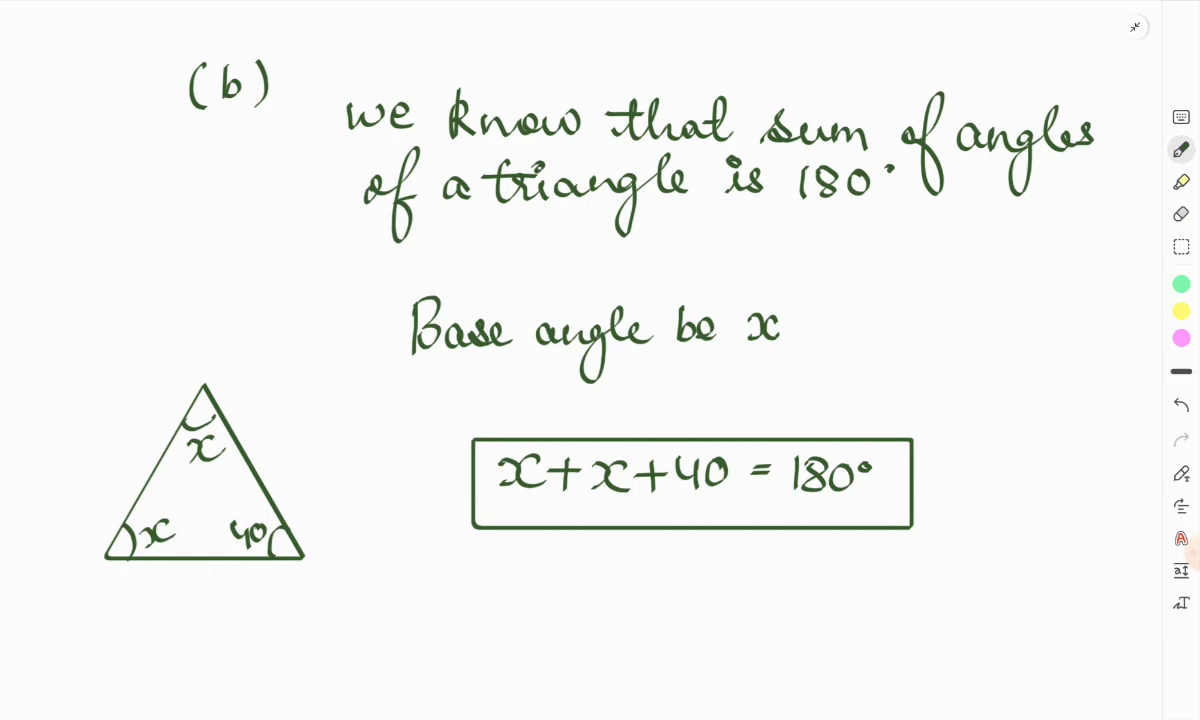 (b)
we know that sum of angles
of a triangle is 180°
Base angle be x
x
x+x+40 = 180°
x 40